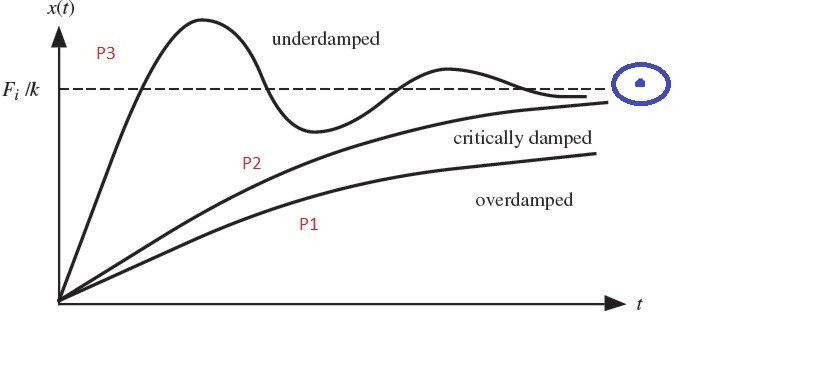 x(t)
P3
underdamped
F_i /k
critically damped
P2
overdamped
P1
t